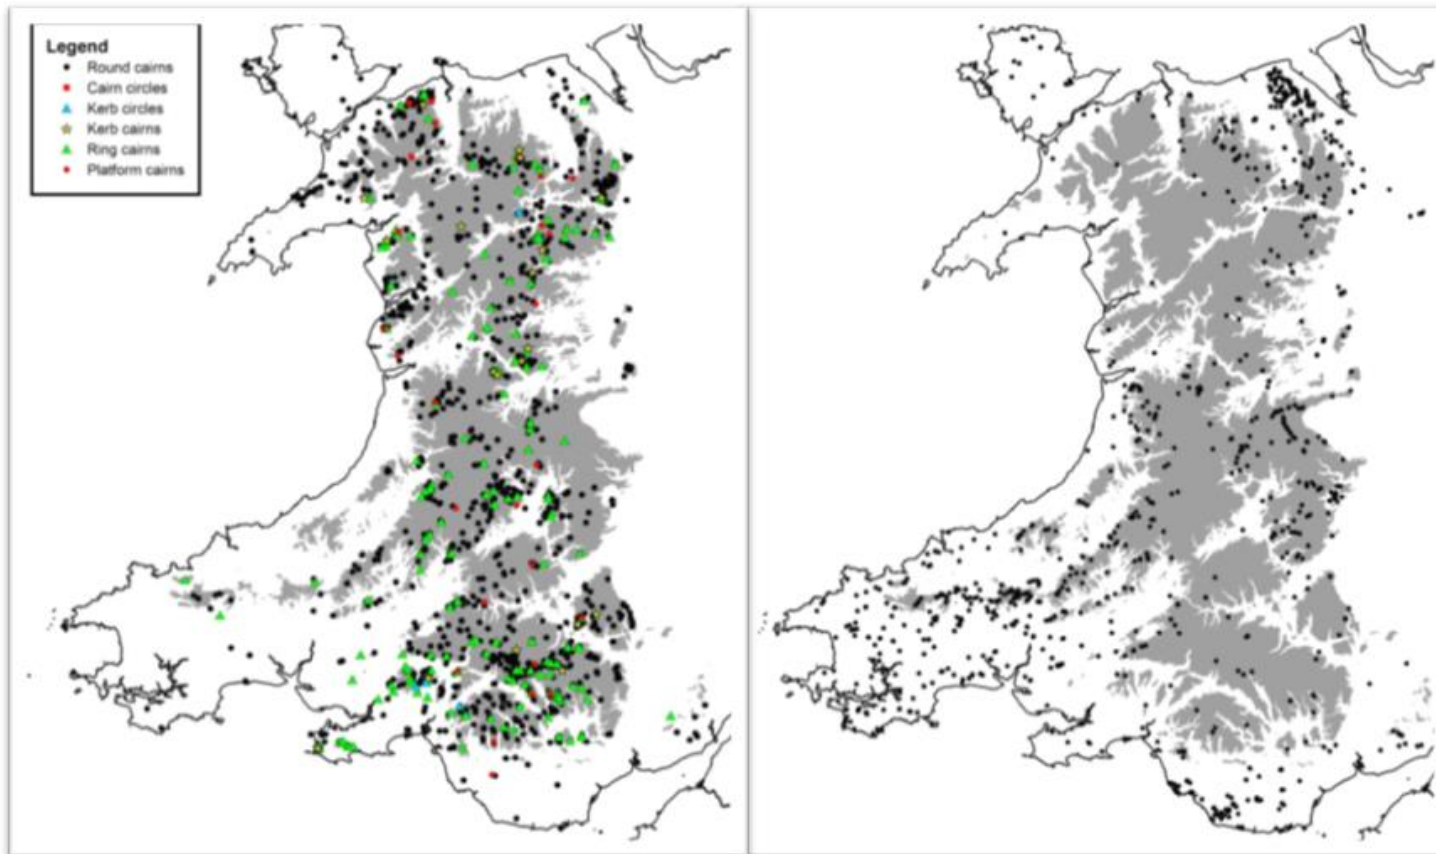 Legend
Round cairns
Cairn circles
Kerb circles
Kerb cairns
Ring cairns
Platform cairns